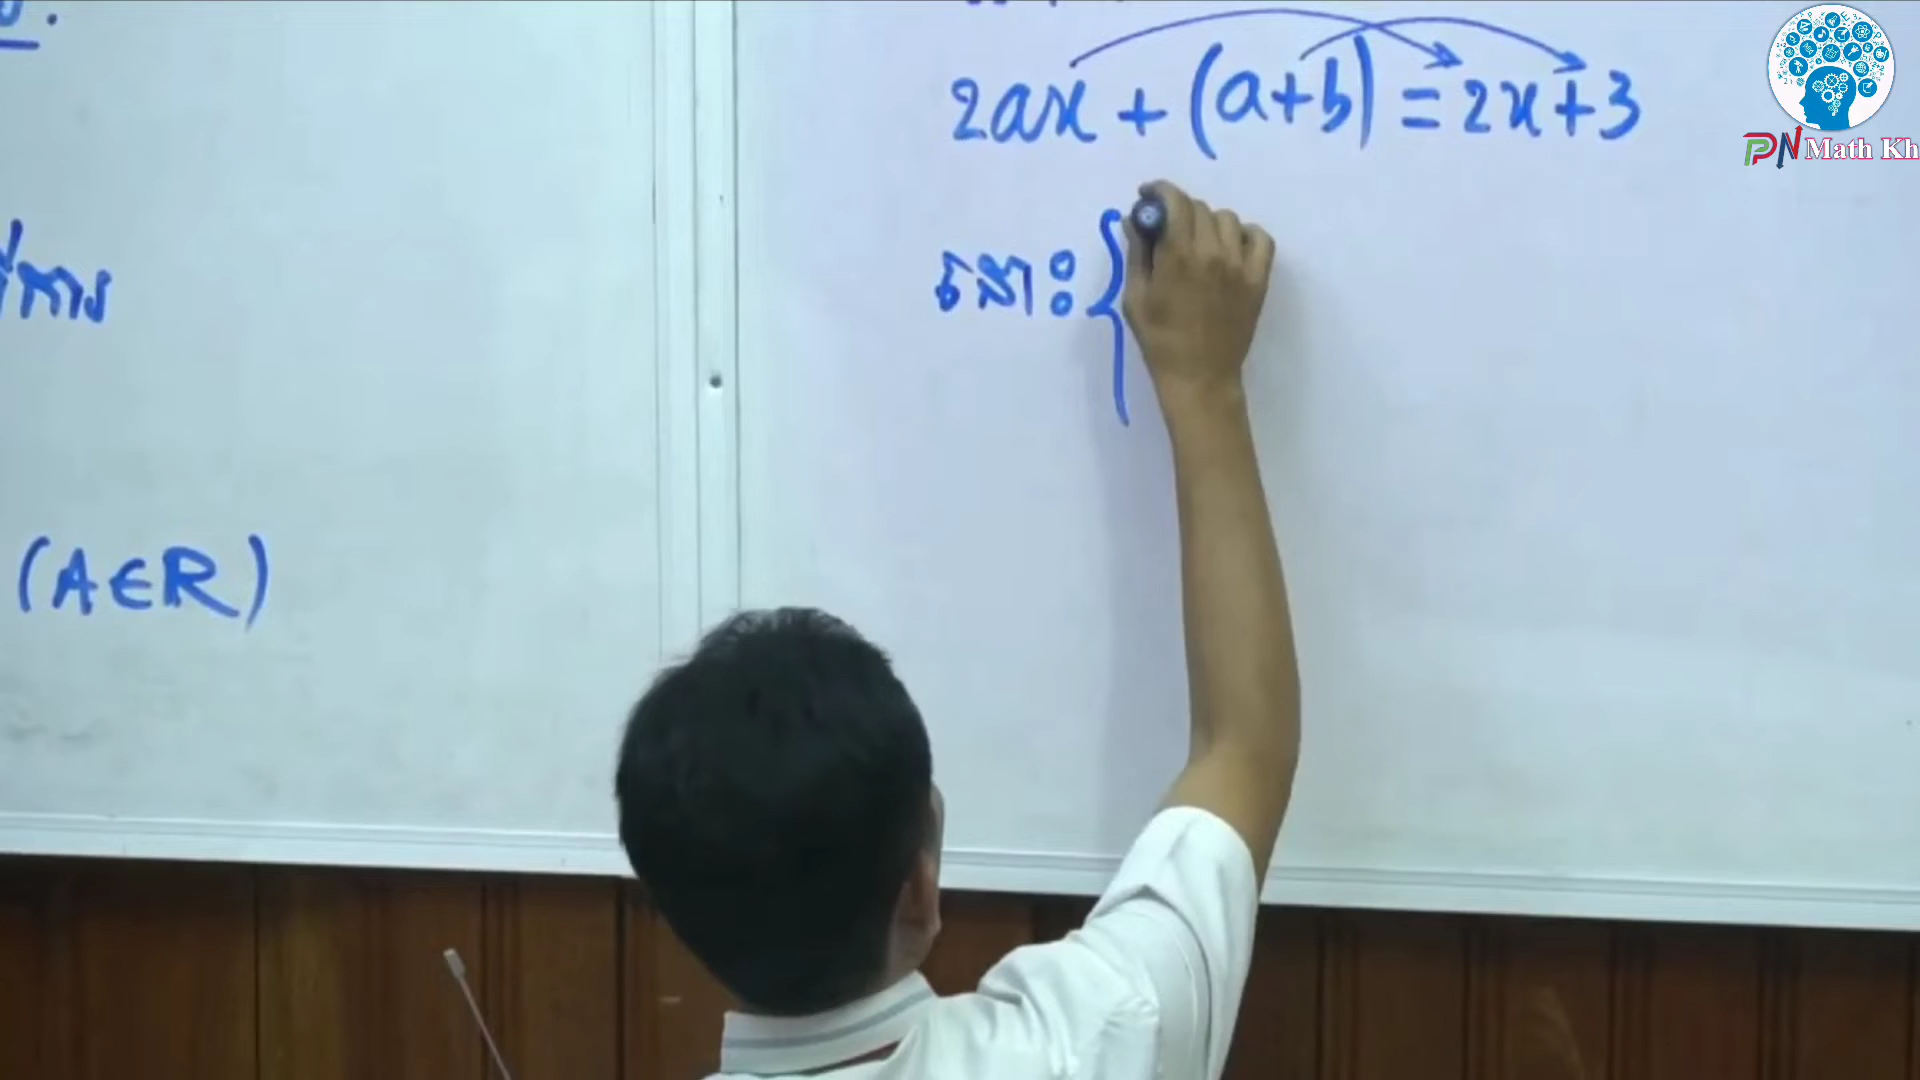 (A∈R)
2ax + (a+b) = 2x+3
នោះ {
PN Math Kh